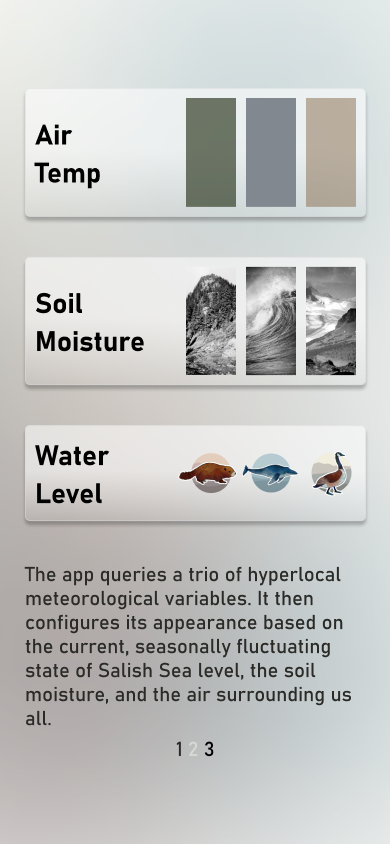 Air
Temp
Soil
Moisture
Water
Level
The app queries a trio of hyperlocal
meteorological variables. It then
configures its appearance based on
the current, seasonally fluctuating
state of Salish Sea level, the soil
moisture, and the air surrounding us
all.
1 2 3